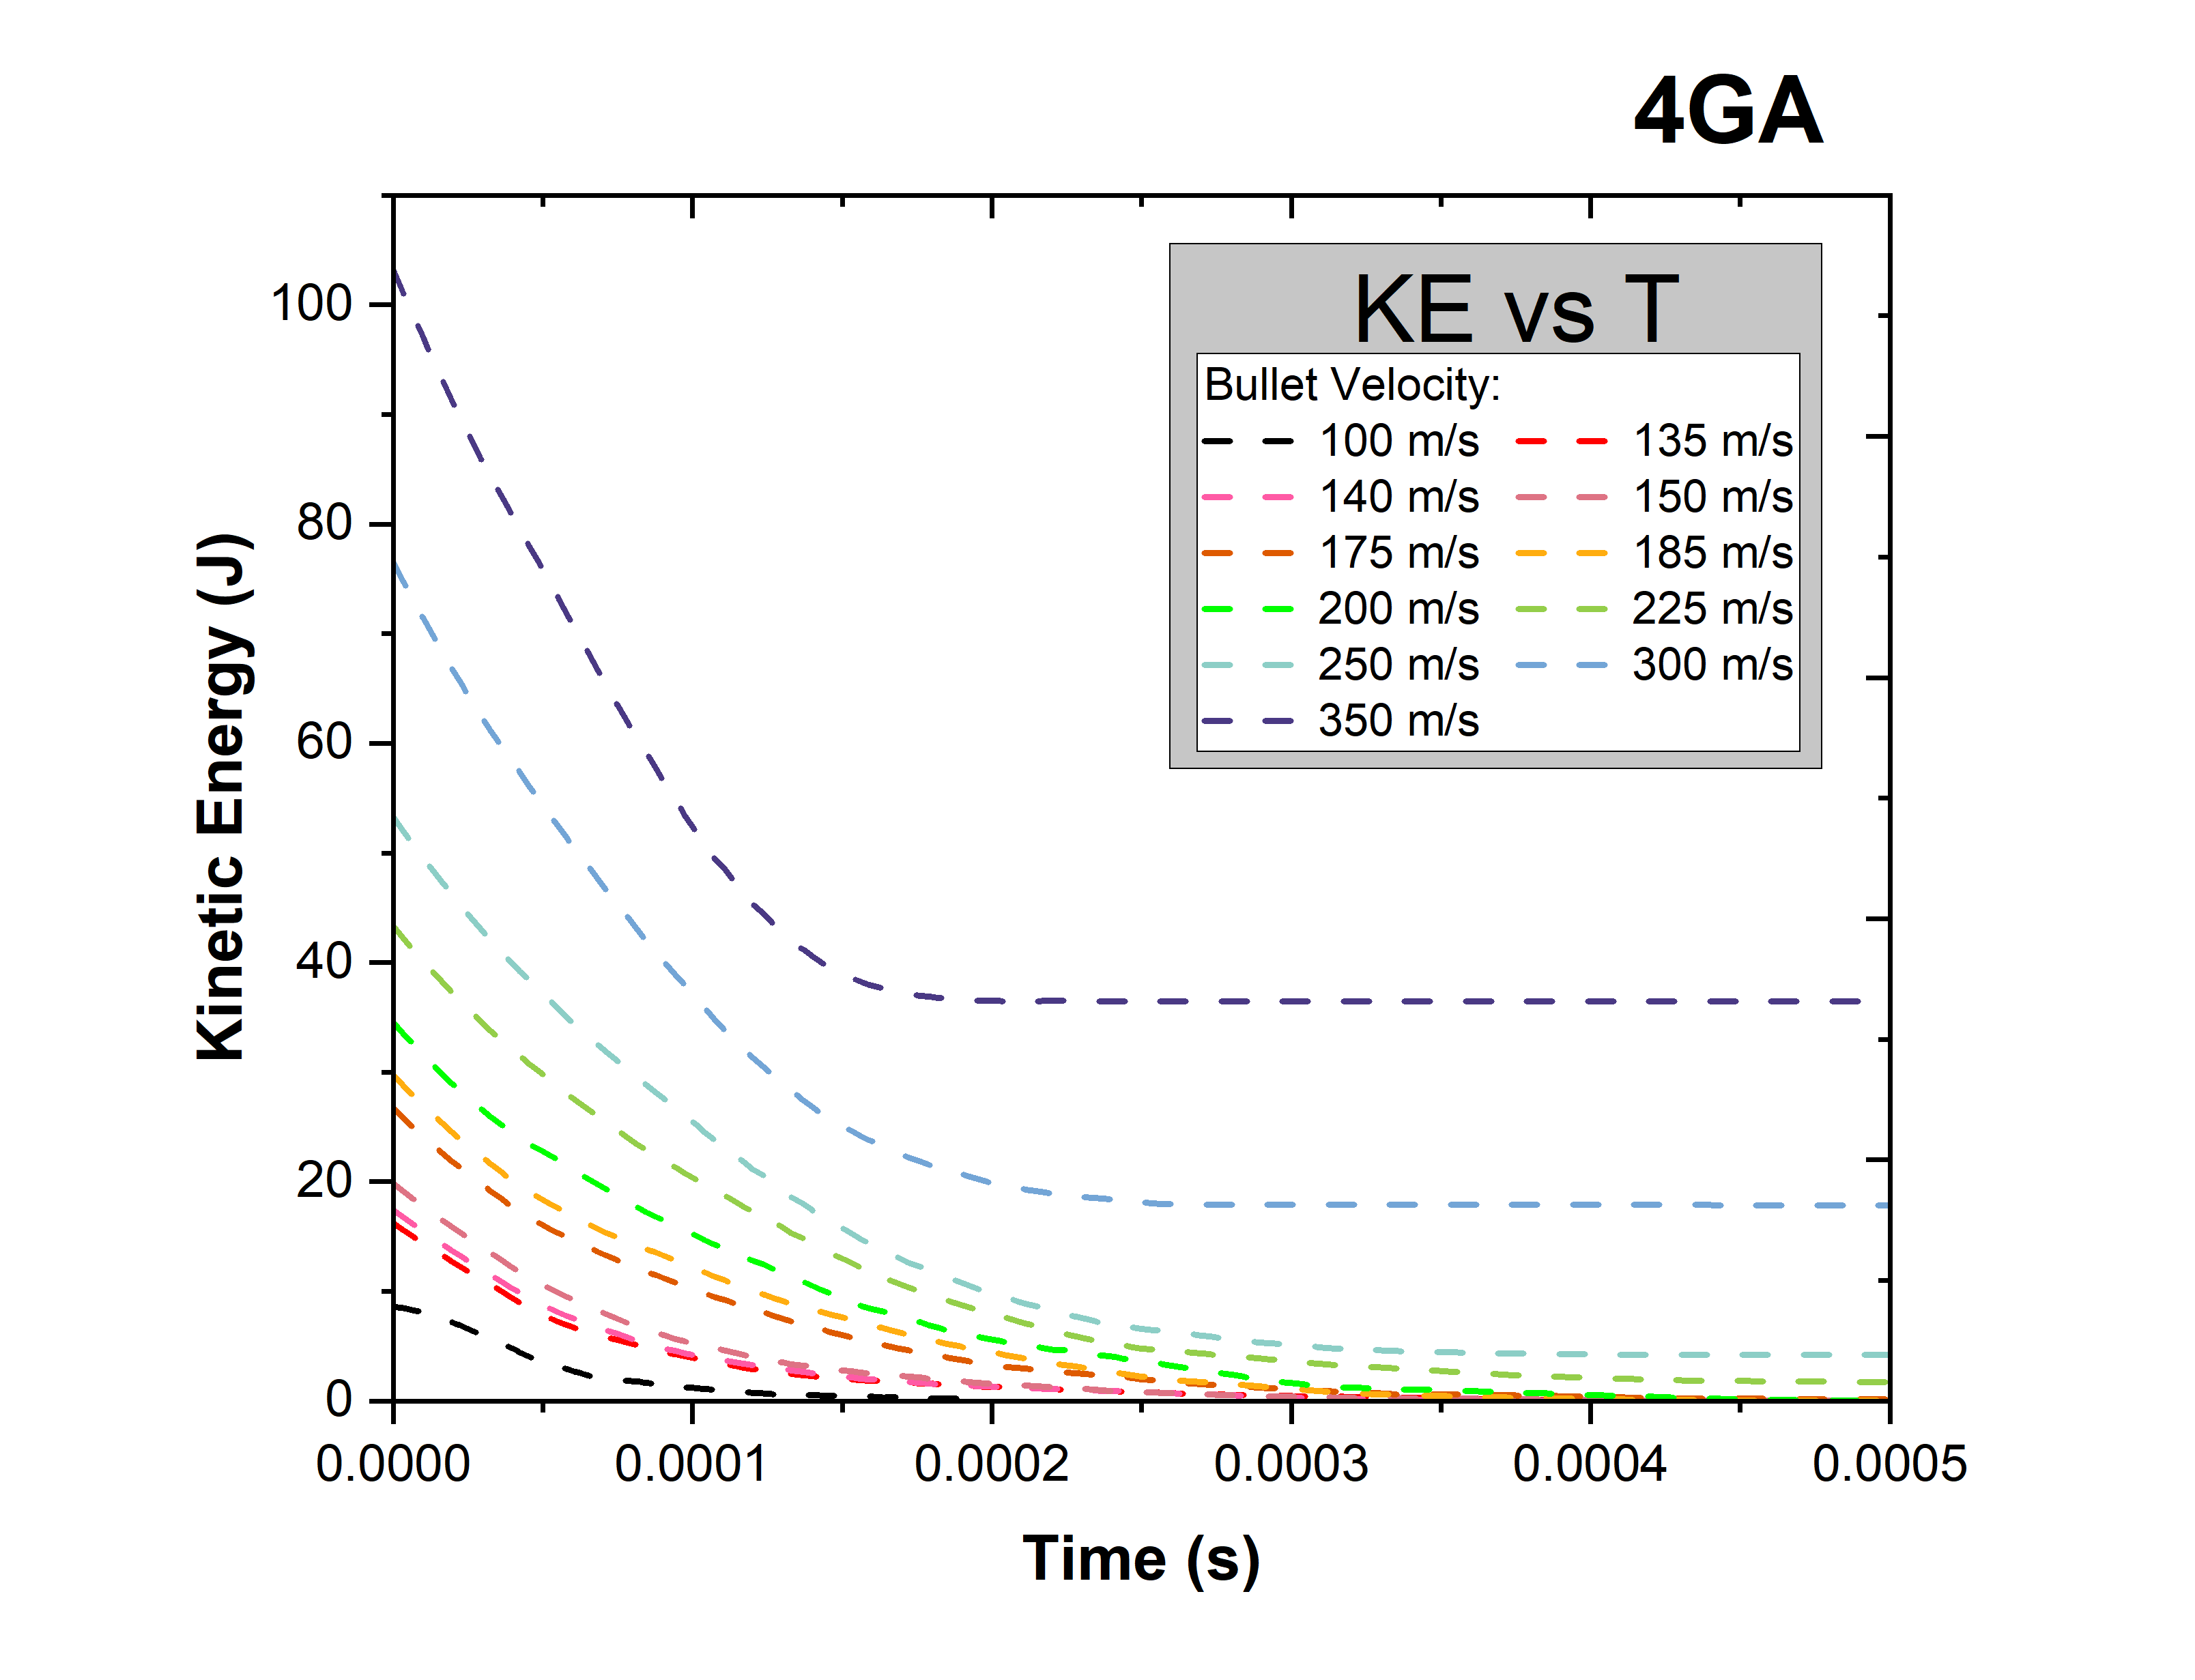 4GA
KE vs T
Bullet Velocity:
100 m/s 135 m/s
140 m/s 150 m/s
175 m/s 185 m/s
200 m/s 225 m/s
250 m/s 300 m/s
350 m/s
Kinetic Energy (J)
100
80
60
40
20
0
0.0000 0.0001 0.0002 0.0003 0.0004 0.0005
Time (s)